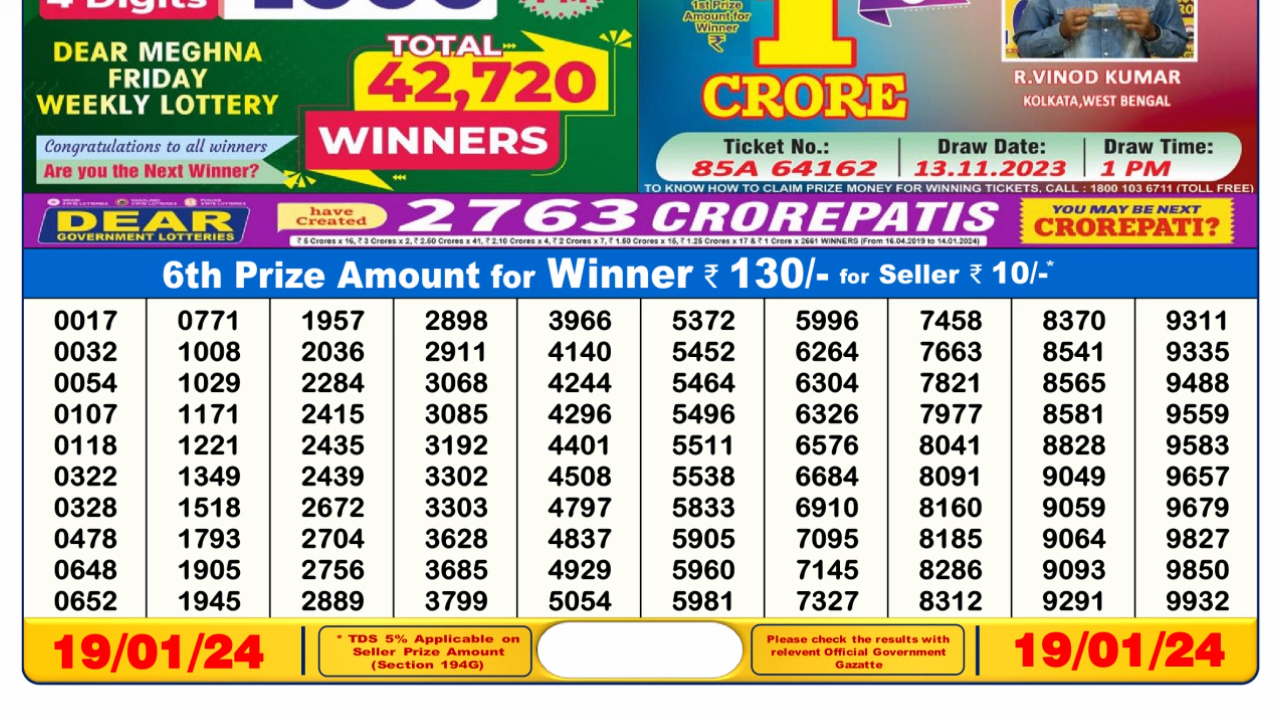 4 Digits
DEAR MEGHNA
FRIDAY
WEEKLY LOTTERY
Congratulations to all winners
Are you the Next Winner?
TOTAL
42,720
WINNERS
1st Prize
Amount for
Winner
₹
1
CRORE
R.VINOD KUMAR
KOLKATA,WEST BENGAL
Ticket No.: Draw Date: Draw Time:
85A 64162 13.11.2023 1 PM
TO KNOW HOW TO CLAIM PRIZE MONEY FOR WINNING TICKETS, CALL : 1800 103 6711 (TOLL FREE)
DEAR
GOVERNMENT LOTTERIES
have
Created
2763 CROREPATIS
₹ 5 Crores x 16, ₹ 3 Crores x 2, ₹ 2.50 Crores x 41, ₹ 2.10 Crores x 4, ₹ 2 Crores x 7, ₹ 1.50 Crores x 15, ₹ 1.25 Crores x 17 & ₹ 1 Crore x 2661 WINNERS (From 16.04.2019 to 14.01.2024)
YOU MAY BE NEXT
CROREPATI?
6th Prize Amount for Winner ₹ 130/- for Seller ₹ 10/-*
0017 0771 1957 2898 3966 5372 5996 7458 8370 9311
0032 1008 2036 2911 4140 5452 6264 7663 8541 9335
0054 1029 2284 3068 4244 5464 6304 7821 8565 9488
0107 1171 2415 3085 4296 5496 6326 7977 8581 9559
0118 1221 2435 3192 4401 5511 6576 8041 8828 9583
0322 1349 2439 3302 4508 5538 6684 8091 9049 9657
0328 1518 2672 3303 4797 5833 6910 8160 9059 9679
0478 1793 2704 3628 4837 5905 7095 8185 9064 9827
0648 1905 2756 3685 4929 5960 7145 8286 9093 9850
0652 1945 2889 3799 5054 5981 7327 8312 9291 9932
19/01/24
* TDS 5% Applicable on
Seller Prize Amount
(Section 194G)
Please check the results with
relevent Official Government
Gazatte
19/01/24